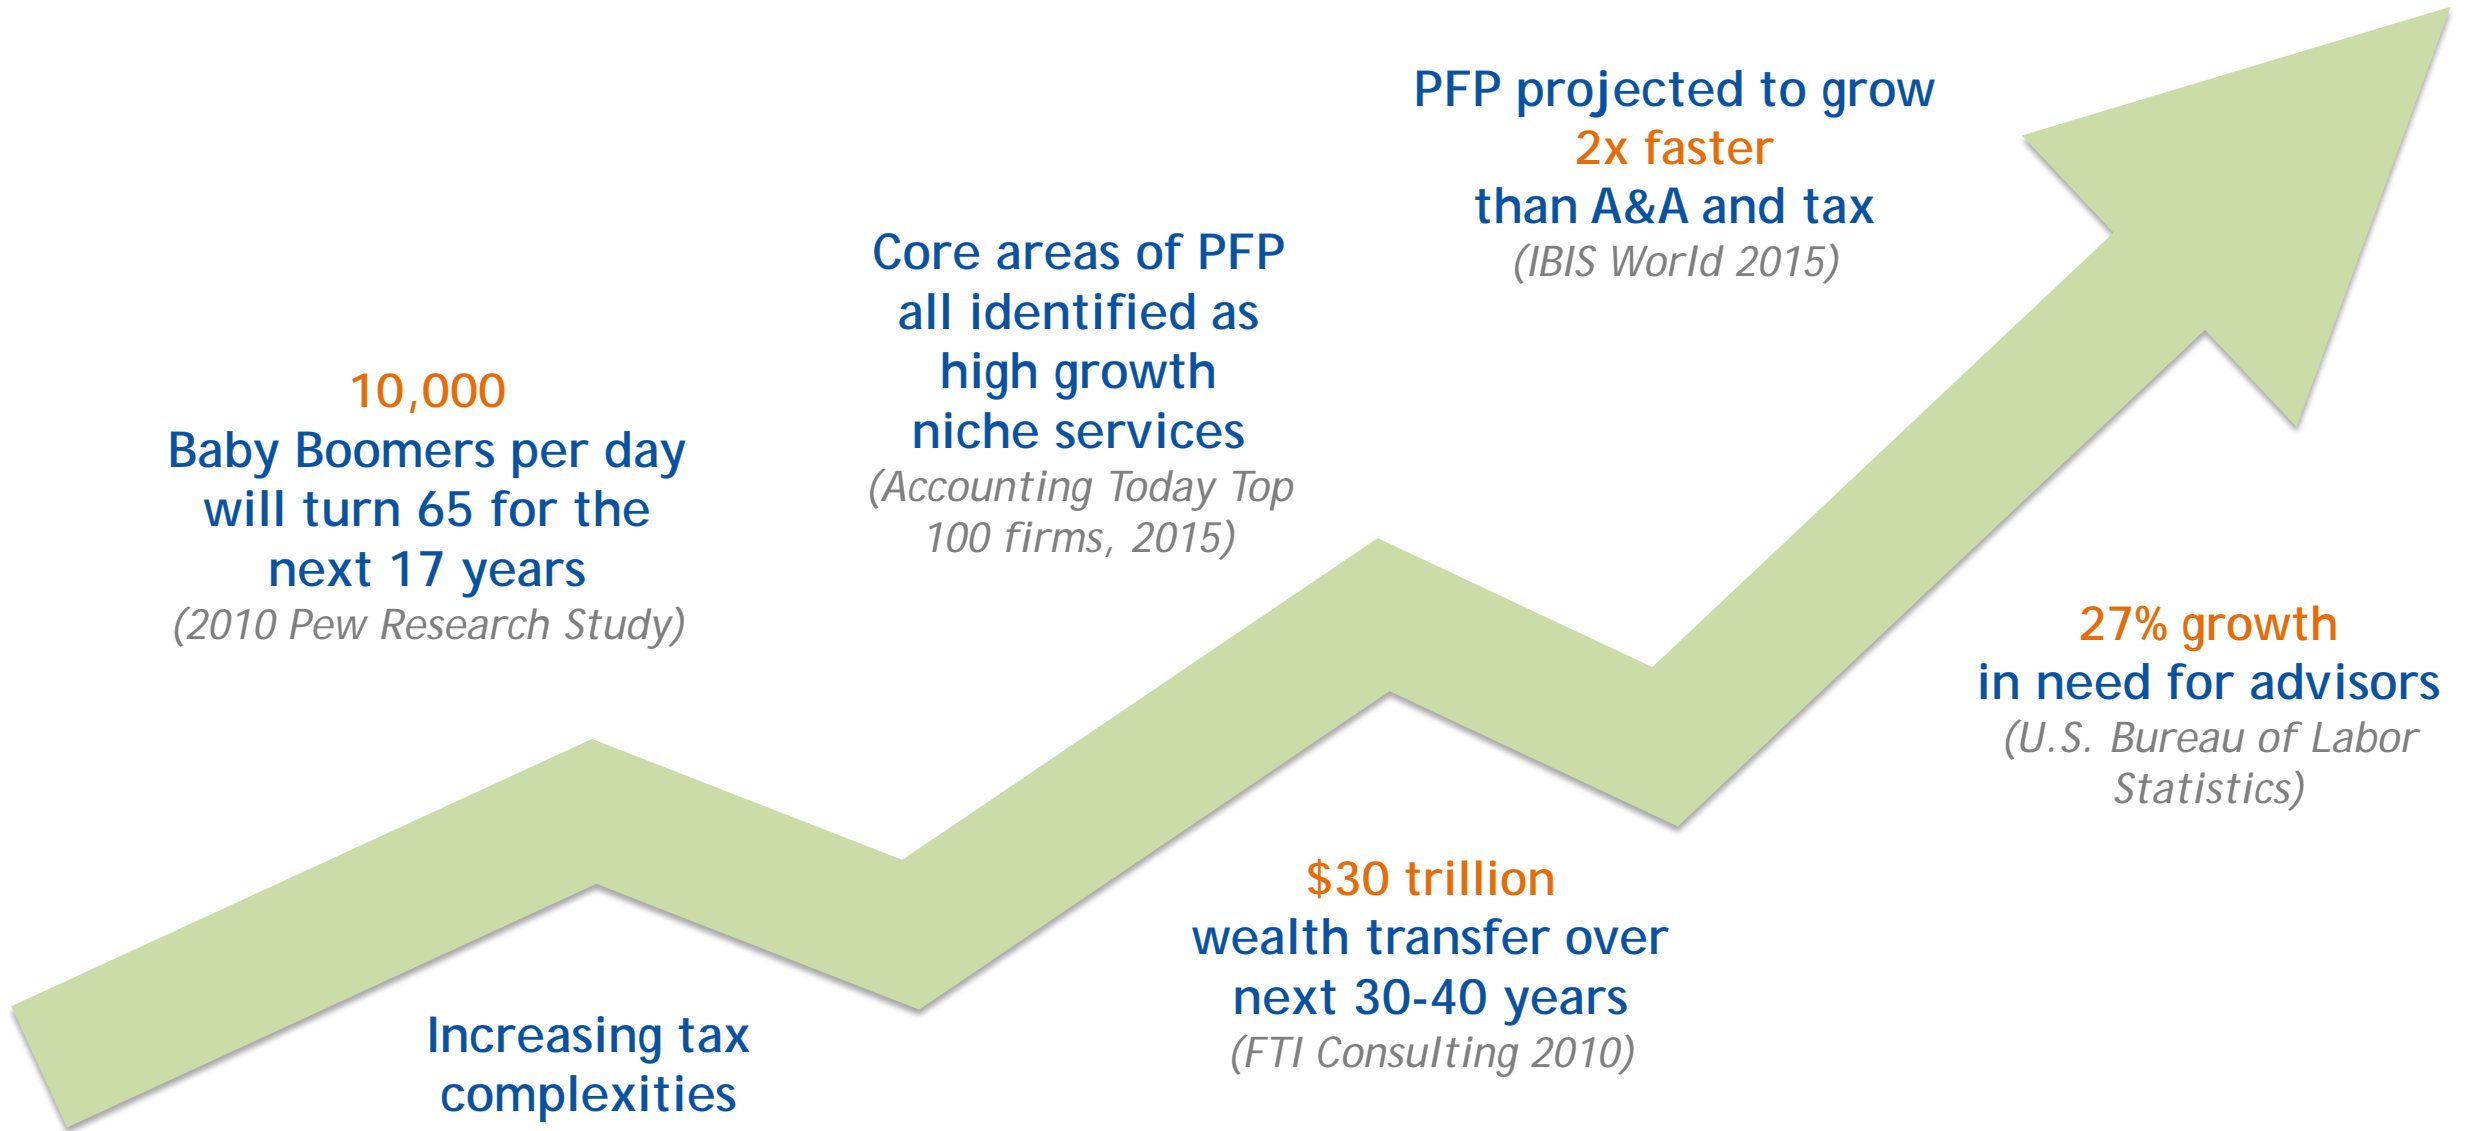 10,000
Baby Boomers per day
will turn 65 for the
next 17 years
(2010 Pew Research Study)
Increasing tax
complexities
Core areas of PFP
all identified as
high growth
niche services
(Accounting Today Top
100 firms, 2015)
$30 trillion
wealth transfer over
next 30-40 years
(FTI Consulting 2010)
PFP projected to grow
2x faster
than A&A and tax
(IBIS World 2015)
27% growth
in need for advisors
(U.S. Bureau of Labor
Statistics)